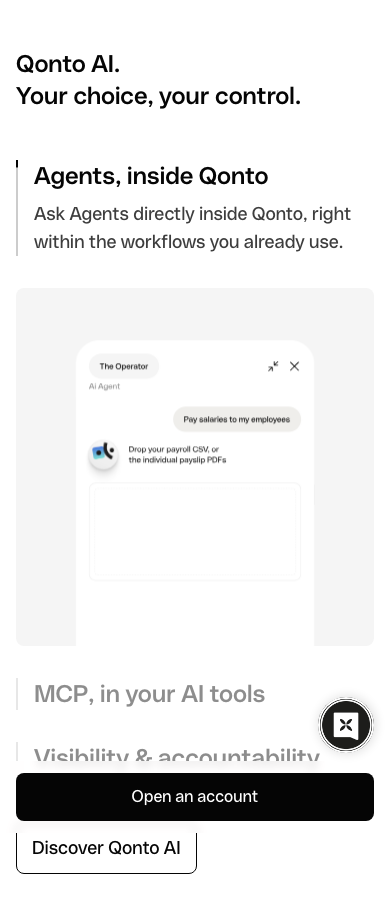 Qonto AI.
Your choice, your control.
Agents, inside Qonto
Ask Agents directly inside Qonto, right
within the workflows you already use.
The Operator
AI Agent
Pay salaries to my employees
Drop your payroll CSV, or
the individual payslip PDFs
MCP, in your AI tools
Visibility & accountability
Open an account
Discover Qonto AI